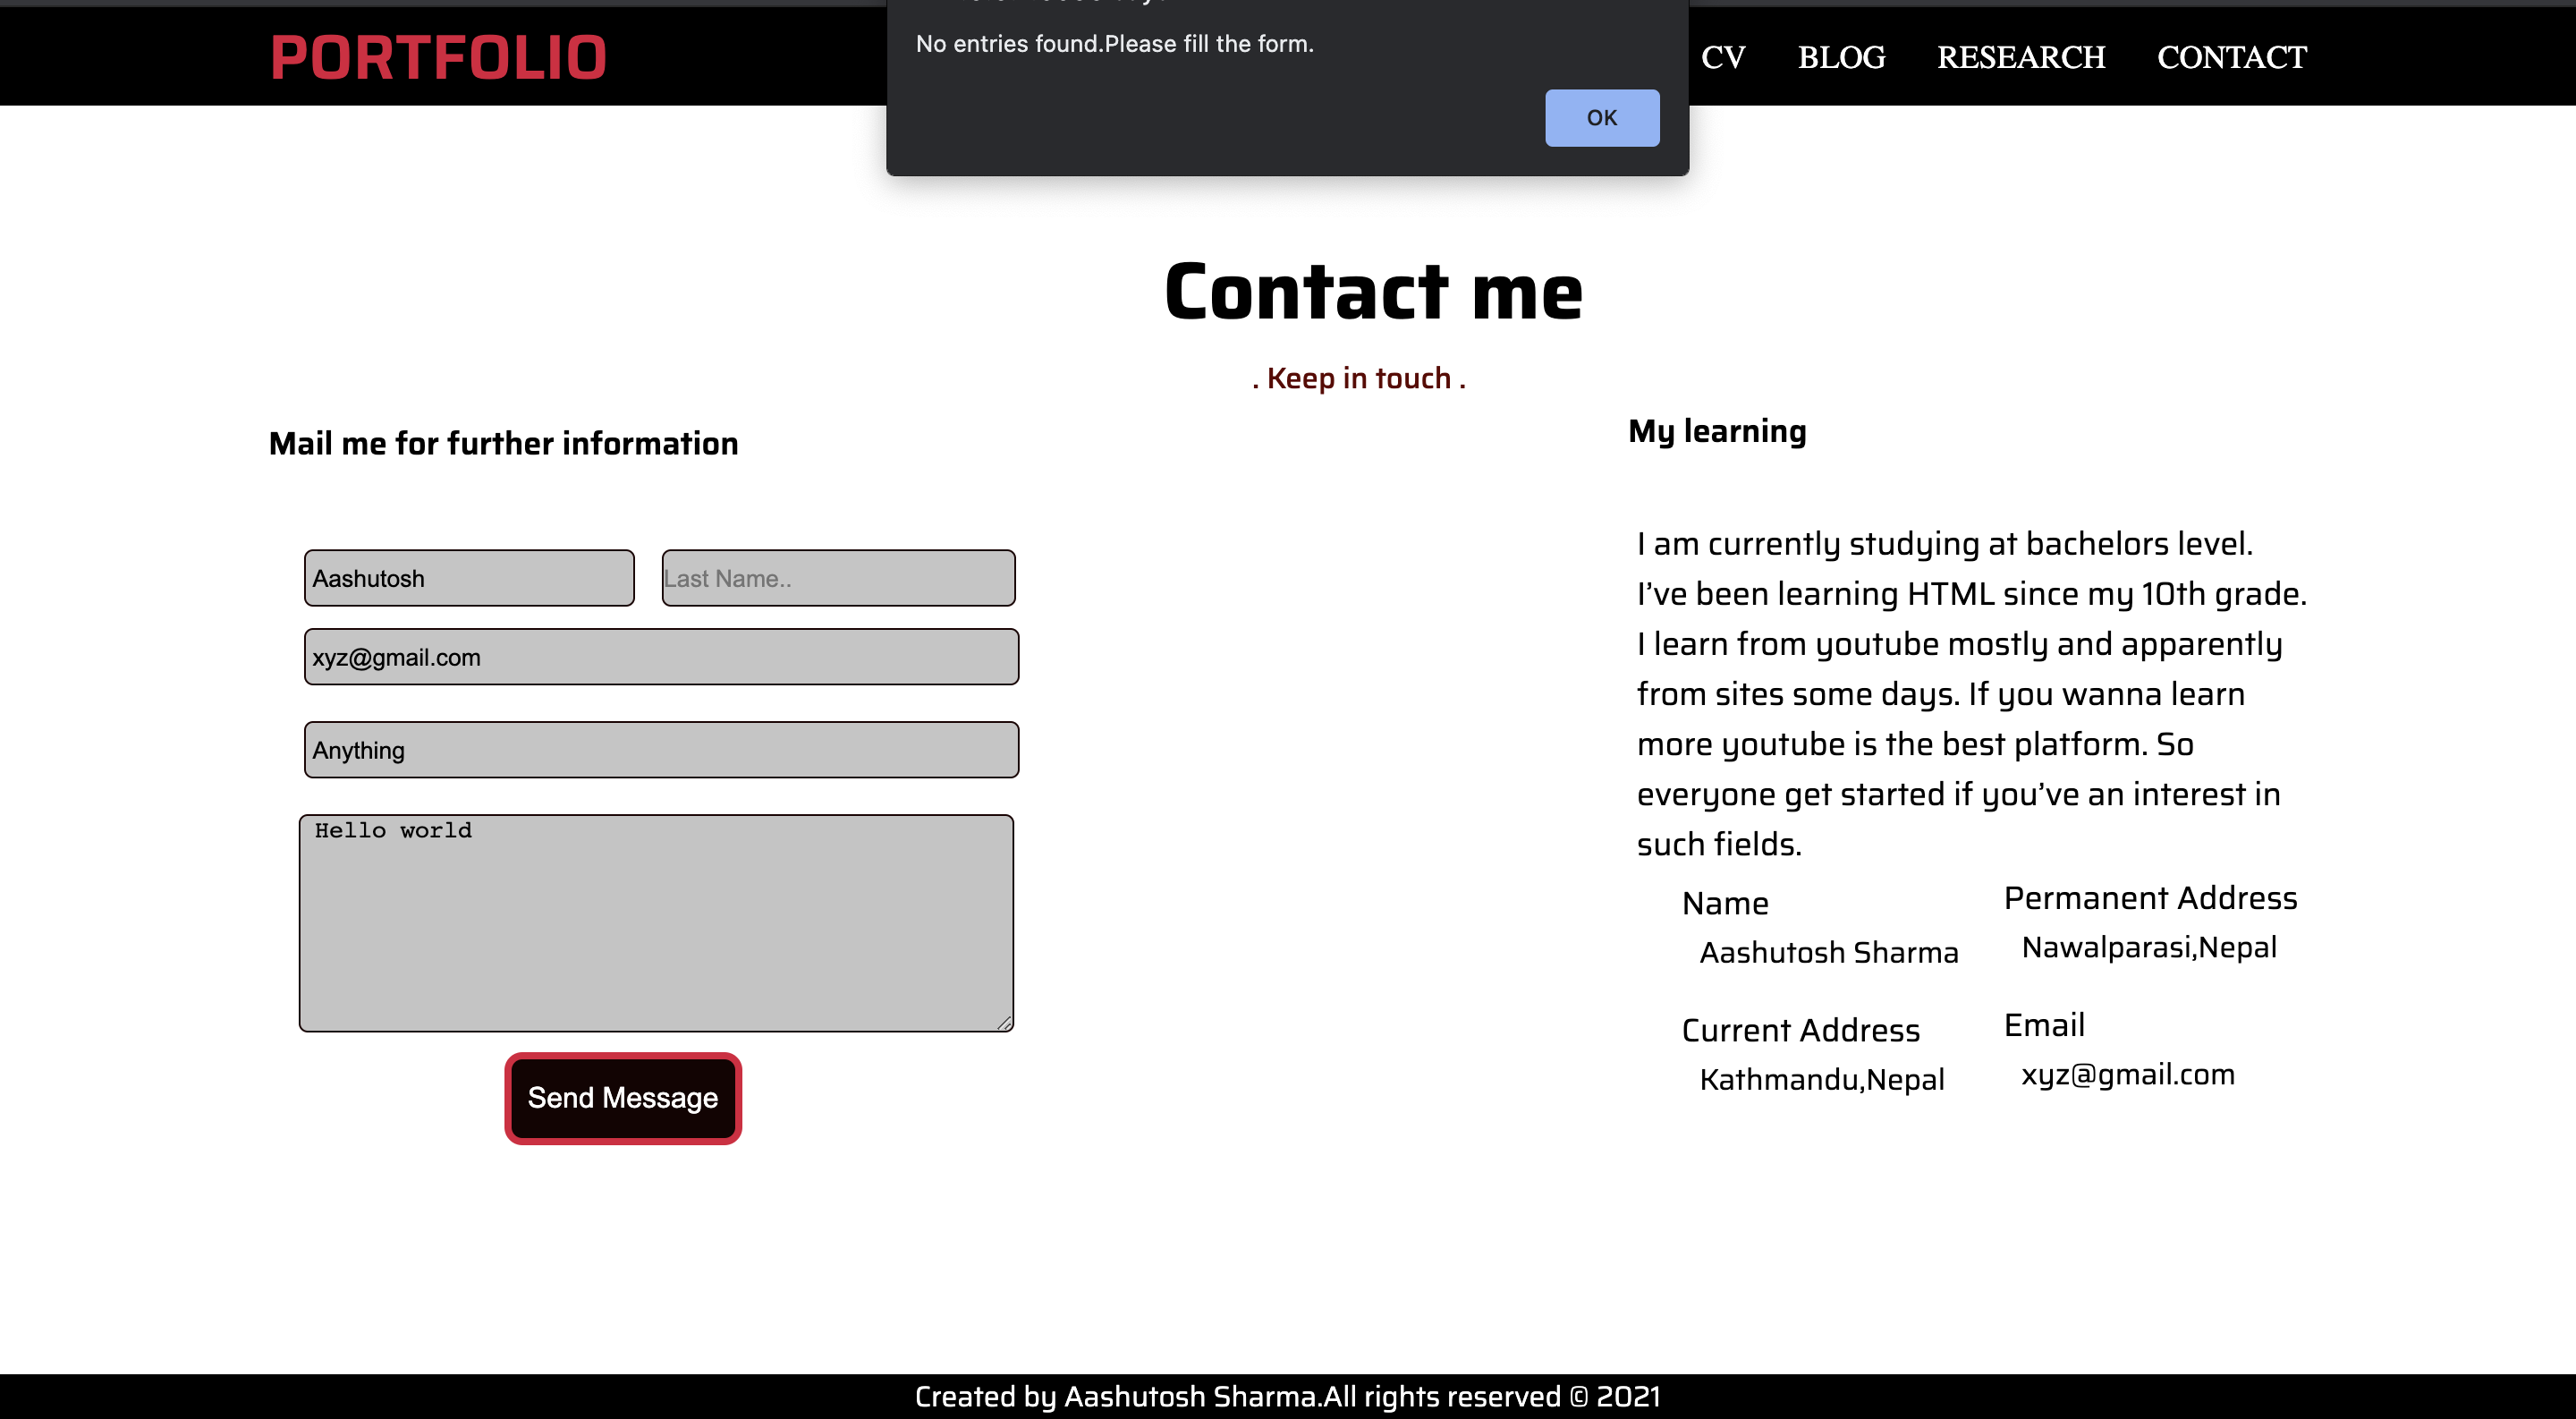 No entries found.Please fill the form.
OK
PORTFOLIO
CV BLOG RESEARCH CONTACT
Contact me
. Keep in touch .
Mail me for further information
Aashutosh
Last Name..
xyz@gmail.com
Anything
Hello world
Send Message
My learning
I am currently studying at bachelors level.
I’ve been learning HTML since my 10th grade.
I learn from youtube mostly and apparently
from sites some days. If you wanna learn
more youtube is the best platform. So
everyone get started if you’ve an interest in
such fields.
Name
Aashutosh Sharma
Permanent Address
Nawalparasi,Nepal
Current Address
Kathmandu,Nepal
Email
xyz@gmail.com
Created by Aashutosh Sharma.All rights reserved © 2021